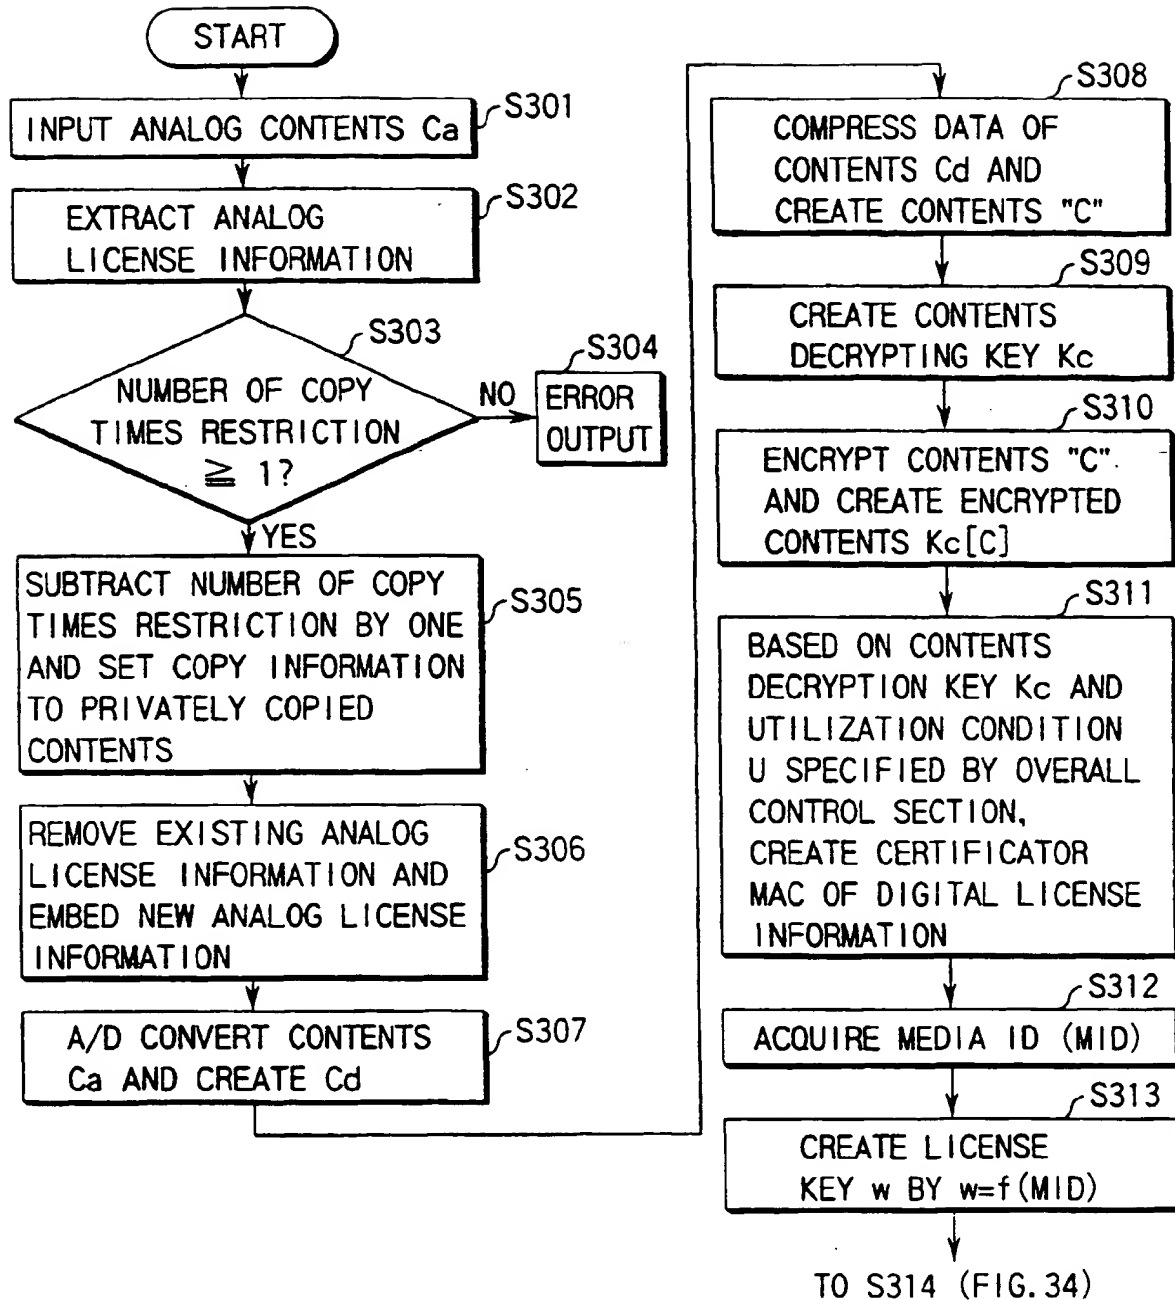 START
INPUT ANALOG CONTENTS Ca
S301
EXTRACT ANALOG
LICENSE INFORMATION
S302
NUMBER OF COPY
TIMES RESTRICTION
≧ 1?
S303
NO
S304
ERROR
OUTPUT
YES
SUBTRACT NUMBER OF COPY
TIMES RESTRICTION BY ONE
AND SET COPY INFORMATION
TO PRIVATELY COPIED
CONTENTS
S305
REMOVE EXISTING ANALOG
LICENSE INFORMATION AND
EMBED NEW ANALOG LICENSE
INFORMATION
S306
A/D CONVERT CONTENTS
Ca AND CREATE Cd
S307
S308
COMPRESS DATA OF
CONTENTS Cd AND
CREATE CONTENTS "C"
S309
CREATE CONTENTS
DECRYPTING KEY Kc
S310
ENCRYPT CONTENTS "C"
AND CREATE ENCRYPTED
CONTENTS Kc[C]
S311
BASED ON CONTENTS
DECRYPTION KEY Kc AND
UTILIZATION CONDITION
U SPECIFIED BY OVERALL
CONTROL SECTION,
CREATE CERTIFICATOR
MAC OF DIGITAL LICENSE
INFORMATION
S312
ACQUIRE MEDIA ID (MID)
S313
CREATE LICENSE
KEY w BY w=f(MID)
TO S314 (FIG.34)